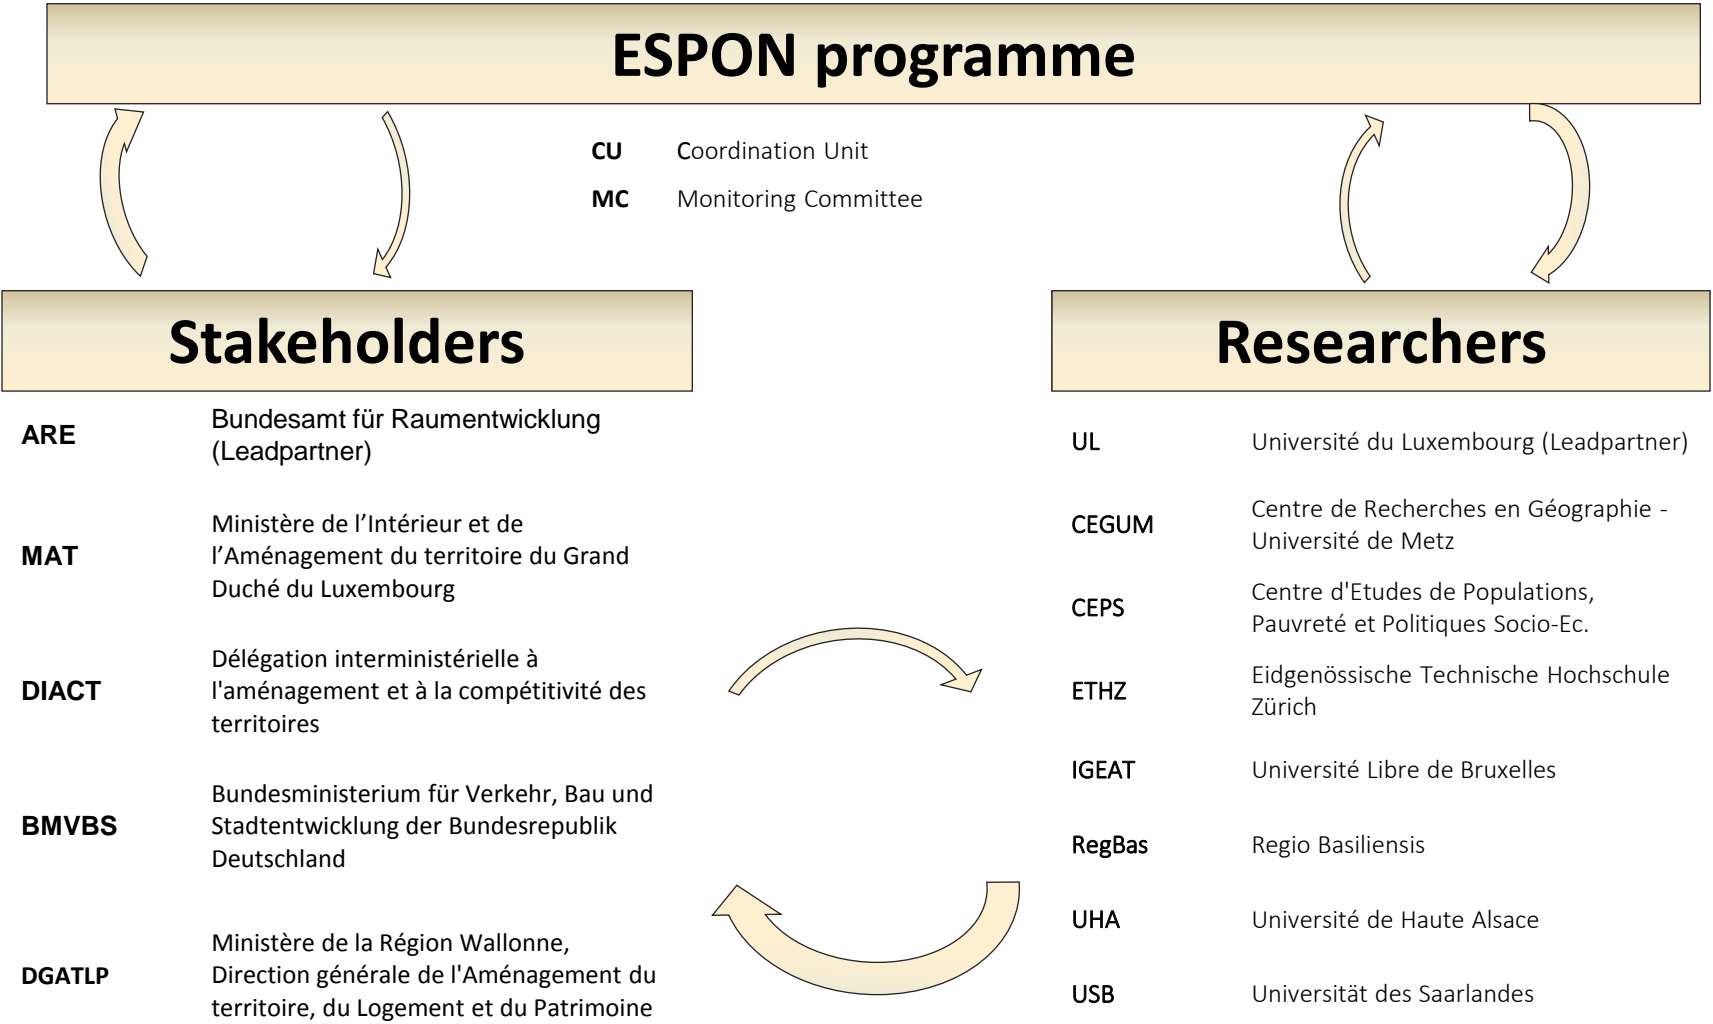 ESPON programme
CU Coordination Unit
MC Monitoring Committee
Stakeholders
ARE Bundesamt für Raumentwicklung
(Leadpartner)
MAT Ministère de l’Intérieur et de
l’Aménagement du territoire du Grand
Duché du Luxembourg
DIACT Délégation interministérielle à
l'aménagement et à la compétitivité des
territoires
BMVBS Bundesministerium für Verkehr, Bau und
Stadtentwicklung der Bundesrepublik
Deutschland
DGATLP Ministère de la Région Wallonne,
Direction générale de l'Aménagement du
territoire, du Logement et du Patrimoine
Researchers
UL Université du Luxembourg (Leadpartner)
CEGUM Centre de Recherches en Géographie -
Université de Metz
CEPS Centre d'Etudes de Populations,
Pauvreté et Politiques Socio-Ec.
ETHZ Eidgenössische Technische Hochschule
Zürich
IGEAT Université Libre de Bruxelles
RegBas Regio Basiliensis
UHA Université de Haute Alsace
USB Universität des Saarlandes